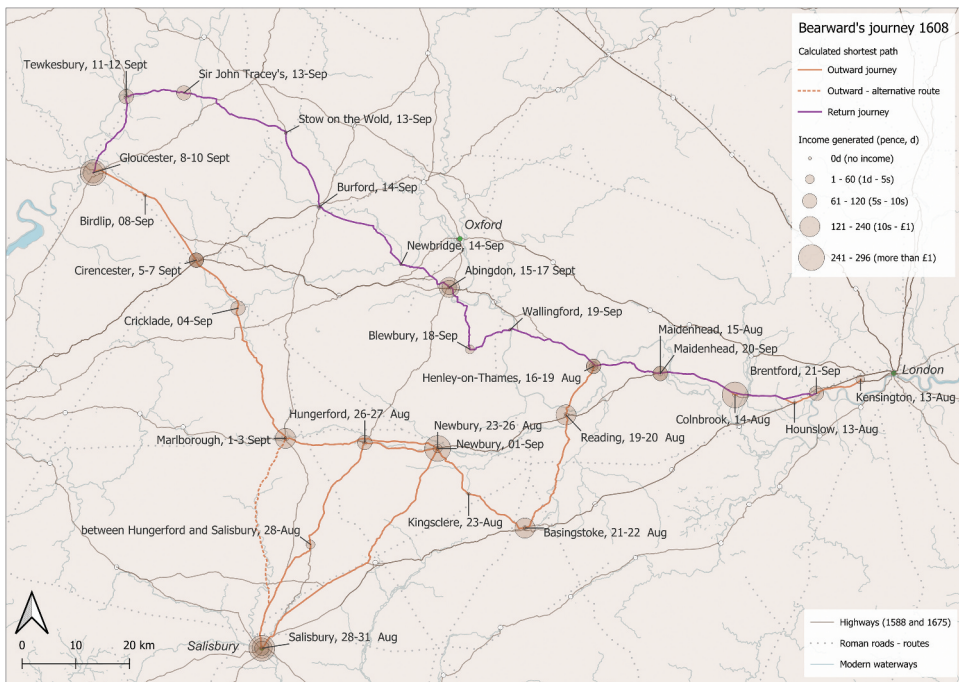 Bearward's journey 1608
Calculated shortest path
Outward journey
Outward - alternative route
Return journey
Income generated (pence, d)
0d (no income)
1 - 60 (1d - 5s)
61 - 120 (5s - 10s)
121 - 240 (10s - £1)
241 - 296 (more than £1)
Tewkesbury, 11-12 Sept
Sir John Tracey's, 13-Sep
Stow on the Wold, 13-Sep
Gloucester, 8-10 Sept
Burford, 14-Sep
Birdlip, 08-Sep
Oxford
Newbridge, 14-Sep
Cirencester, 5-7 Sept
Abingdon, 15-17 Sept
Cricklade, 04-Sep
Wallingford, 19-Sep
Blewbury, 18-Sep
Maidenhead, 15-Aug
Maidenhead, 20-Sep
Henley-on-Thames, 16-19 Aug
Brentford, 21-Sep
London
Kensington, 13-Aug
Colnbrook, 14-Aug
Hounslow, 13-Aug
Hungerford, 26-27 Aug
Newbury, 23-26 Aug
Newbury, 01-Sep
Reading, 19-20 Aug
Marlborough, 1-3 Sept
Kingsclere, 23-Aug
between Hungerford and Salisbury, 28-Aug
Basingstoke, 21-22 Aug
Salisbury
Salisbury, 28-31 Aug
0 10 20 km
Highways (1588 and 1675)
Roman roads - routes
Modern waterways